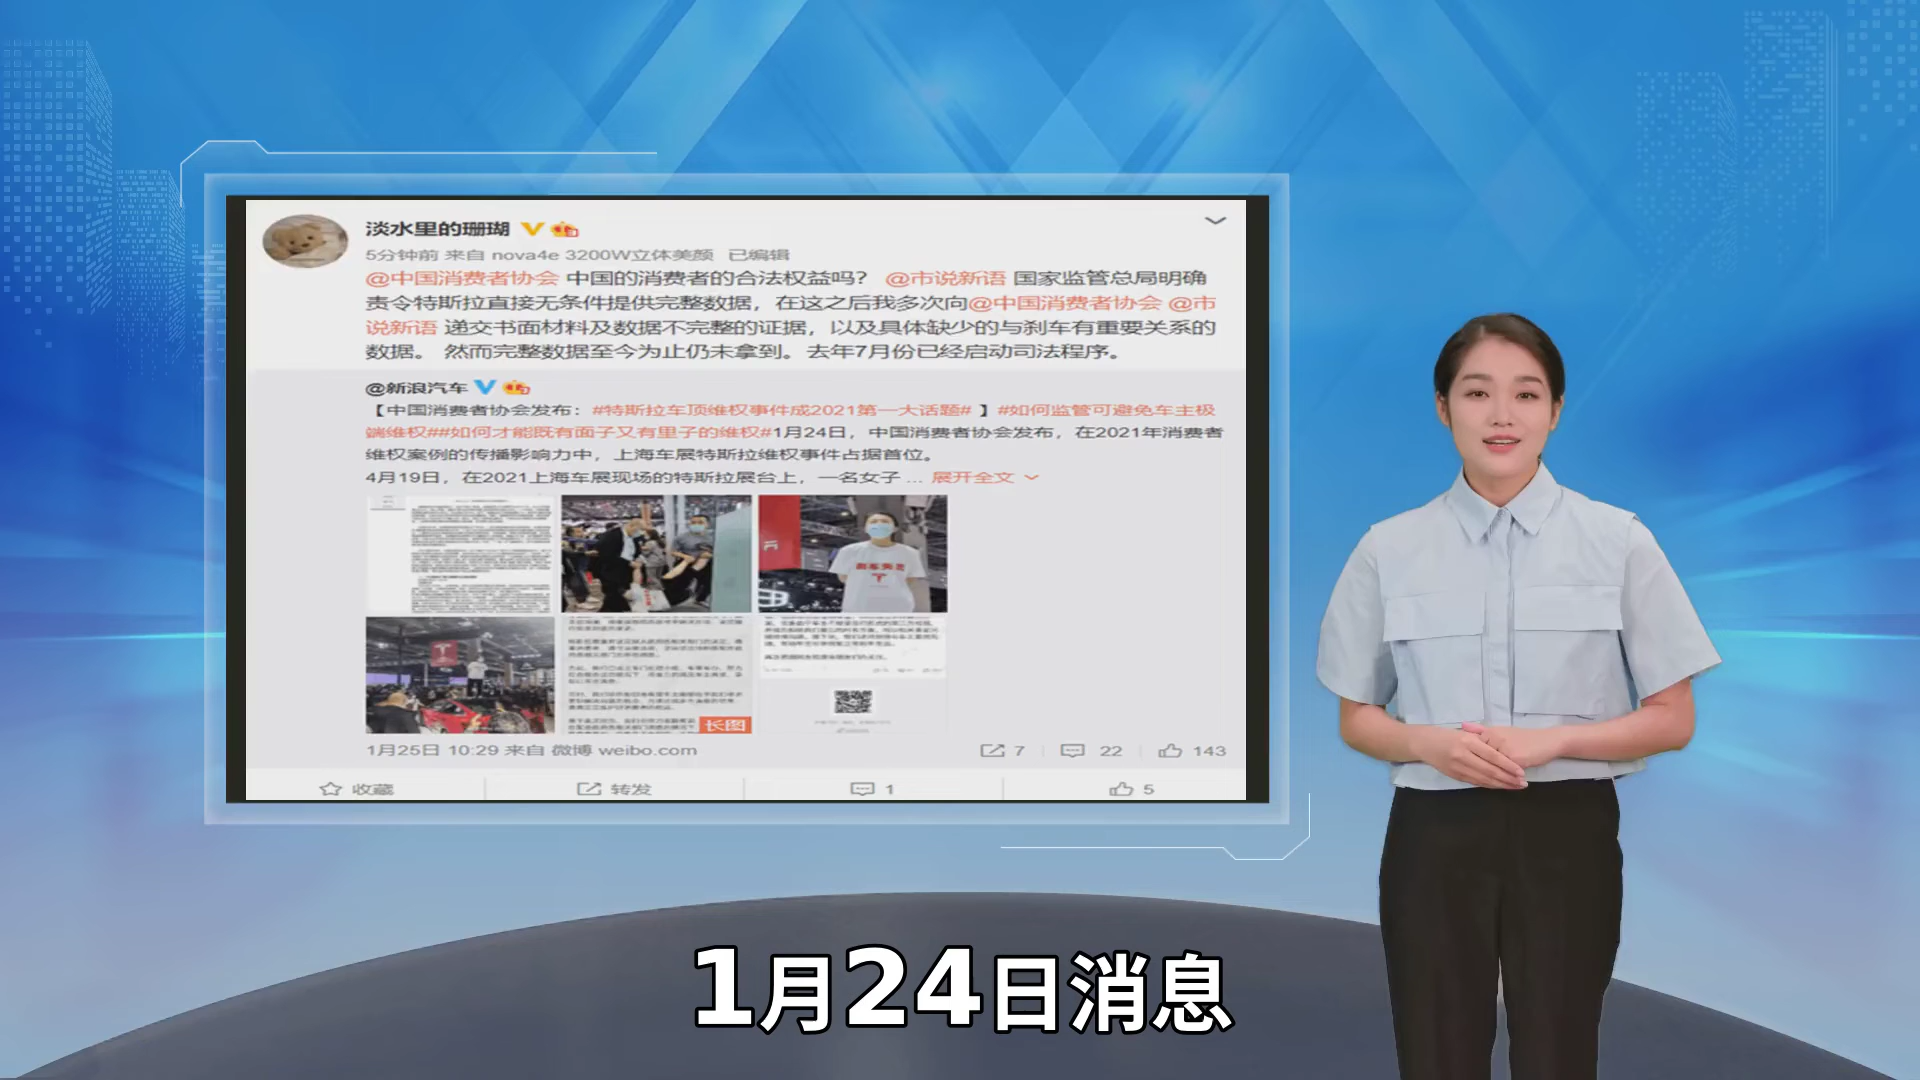 淡水里的珊瑚
5分钟前 来自 nova4e 3200W立体美颜 已编辑
@中国消费者协会 中国的消费者的合法权益吗？ @市说新语 国家监管总局明确
责令特斯拉直接无条件提供完整数据，在这之后我多次向@中国消费者协会 @市
说新语 递交书面材料及数据不完整的证据，以及具体缺少的与刹车有重要关系的
数据。 然而完整数据至今为止仍未拿到。去年7月份已经启动司法程序。
@新浪汽车
【中国消费者协会发布：#特斯拉车顶维权事件成2021第一大话题# 】#如何监管可避免车主极
端维权##如何才能既有面子又有里子的维权#1月24日，中国消费者协会发布，在2021年消费者
维权案例的传播影响力中，上海车展特斯拉维权事件占据首位。
4月19日，在2021上海车展现场的特斯拉展台上，一名女子 ... 展开全文
长图
1月25日 10:29 来自 微博 weibo.com
7 22 143
收藏 转发 1 5
1月24日消息